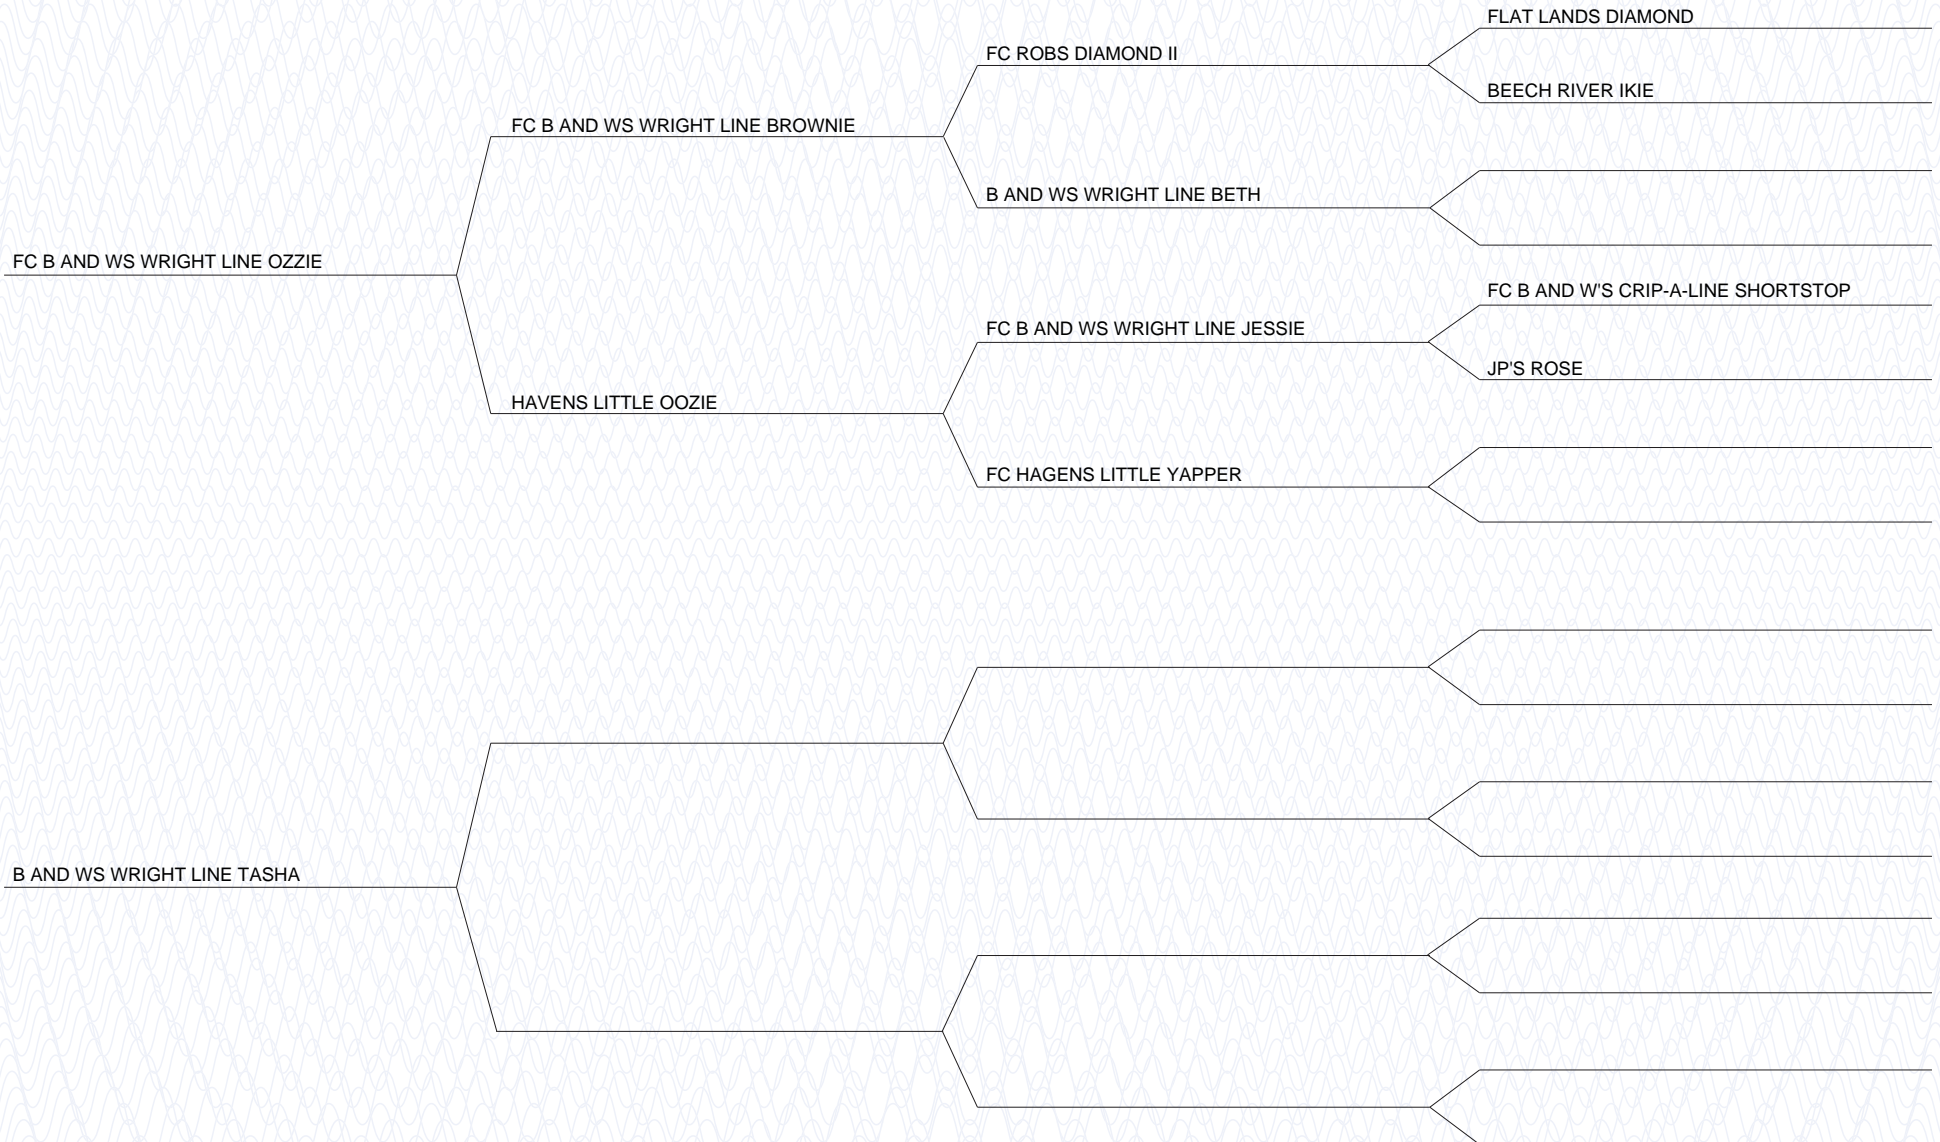 FLAT LANDS DIAMOND
FC ROBS DIAMOND II
BEECH RIVER IKIE
FC B AND WS WRIGHT LINE BROWNIE
B AND WS WRIGHT LINE BETH
FC B AND WS WRIGHT LINE OZZIE
FC B AND W'S CRIP-A-LINE SHORTSTOP
FC B AND WS WRIGHT LINE JESSIE
JP'S ROSE
HAVENS LITTLE OOZIE
FC HAGENS LITTLE YAPPER
B AND WS WRIGHT LINE TASHA